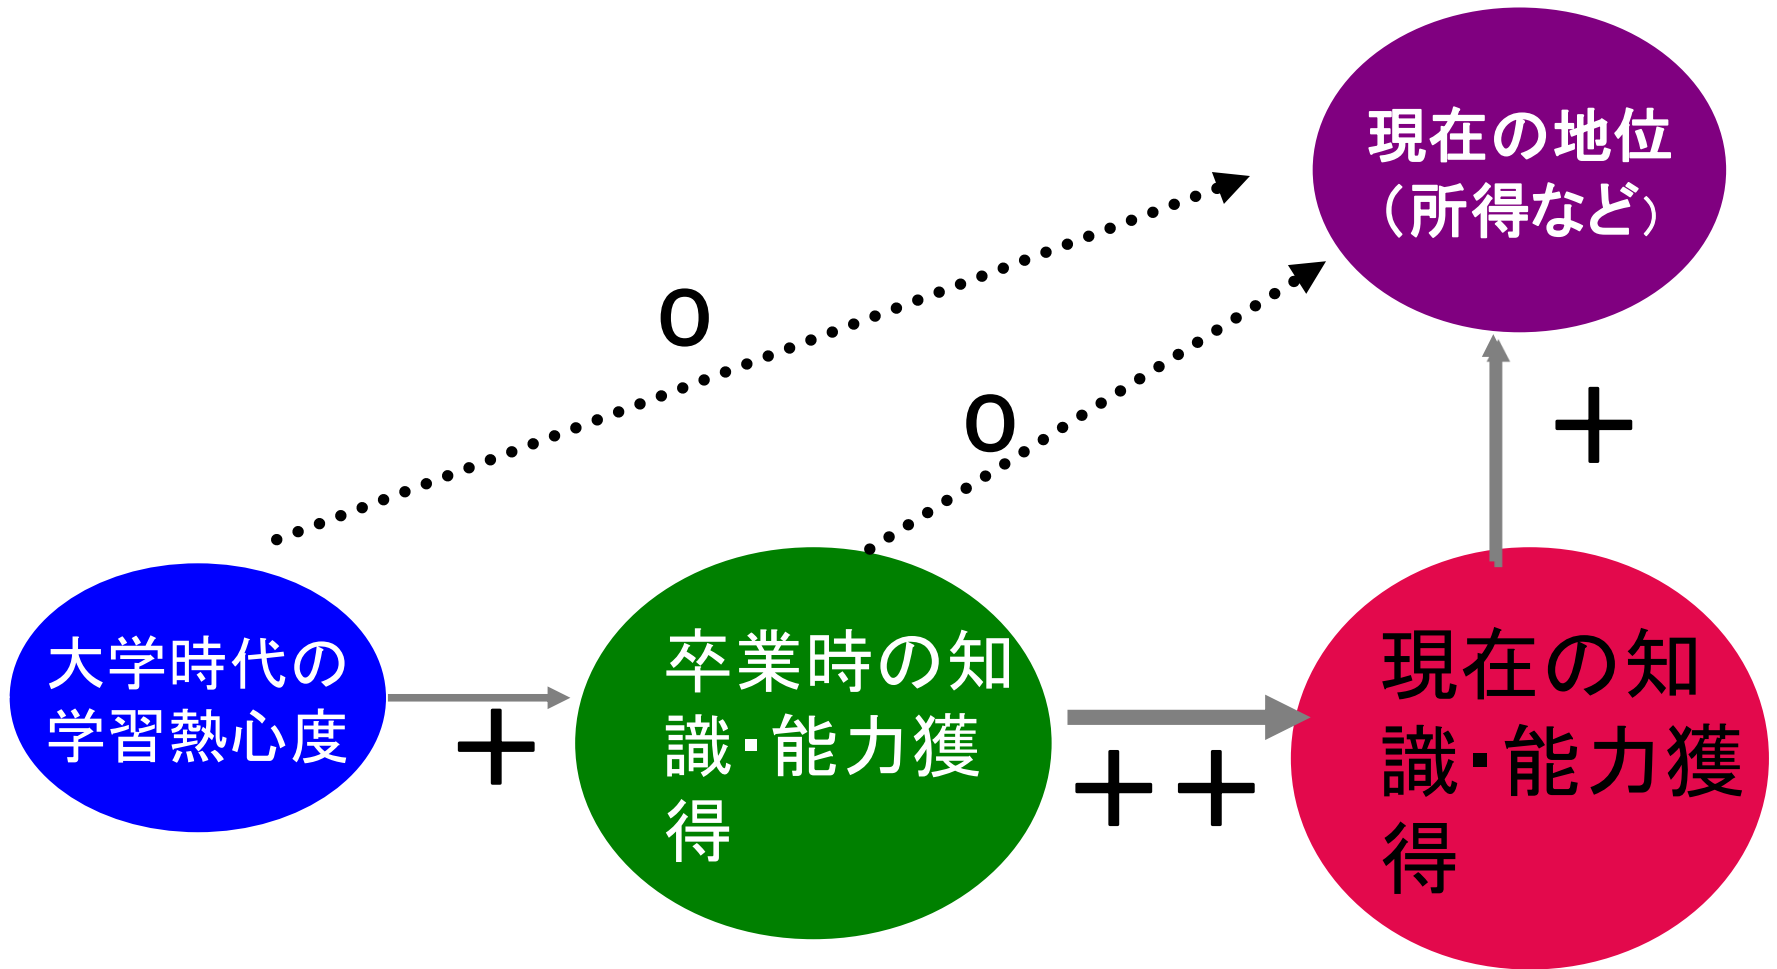 現在の地位
（所得など）
0
0
＋
大学時代の
学習熱心度
＋
卒業時の知
識・能力獲
得
＋＋
現在の知
識・能力獲
得